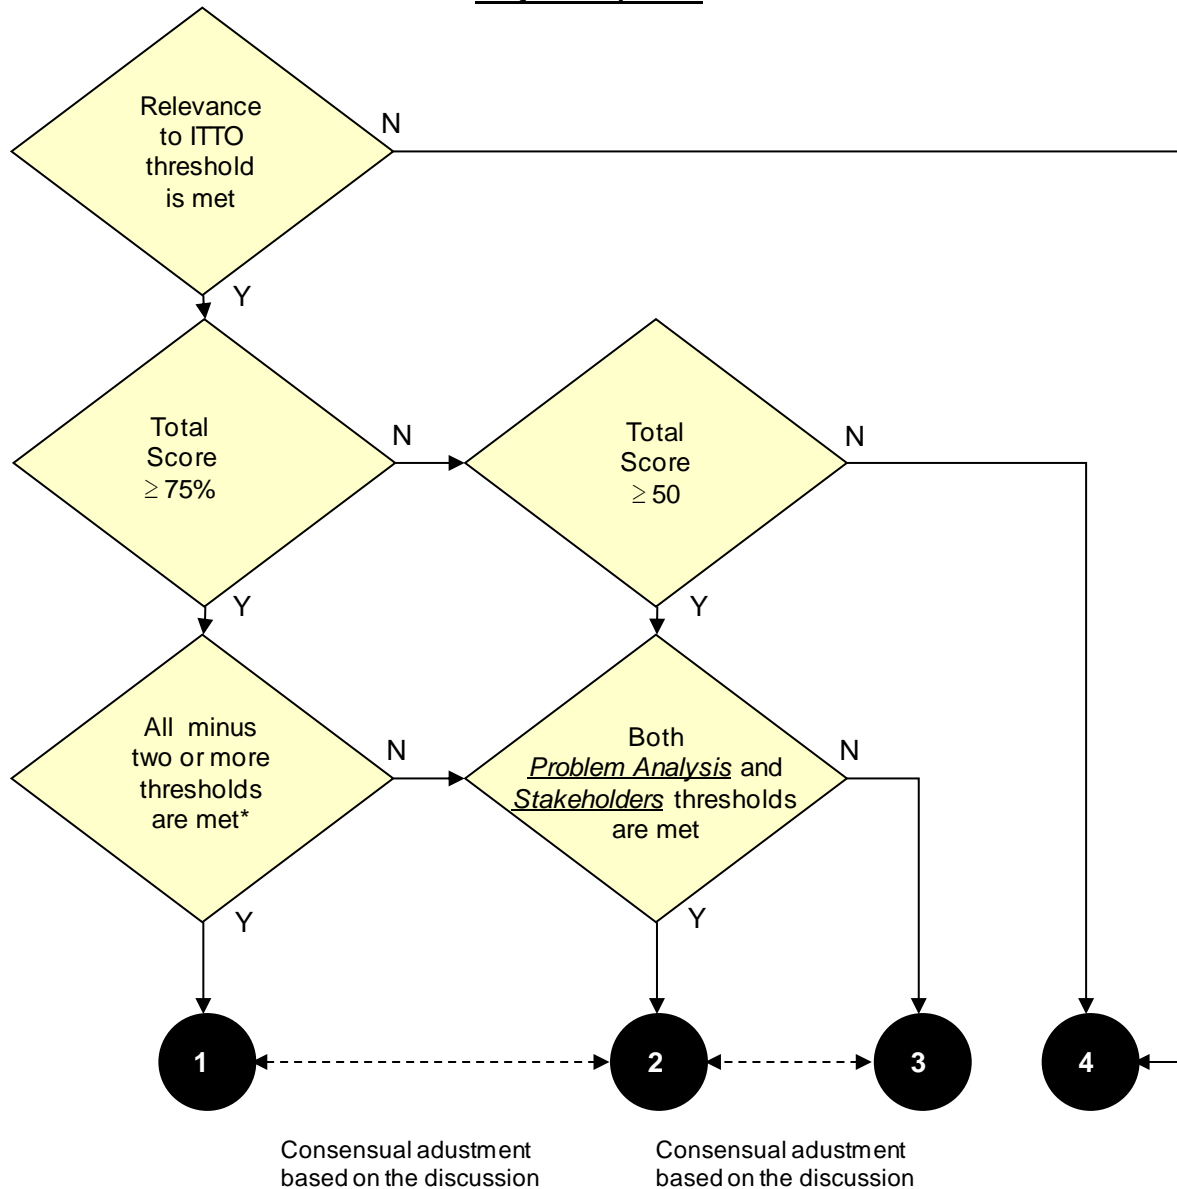 Relevance
to ITTO
threshold
is met
N
Y
Total
Score
≥ 75%
N
Total
Score
≥ 50
N
Y
Y
All minus
two or more
thresholds
are met*
N
Both
Problem Analysis and
Stakeholders thresholds
are met
N
Y
Y
1
2
3
4
Consensual adustment
based on the discussion
Consensual adustment
based on the discussion